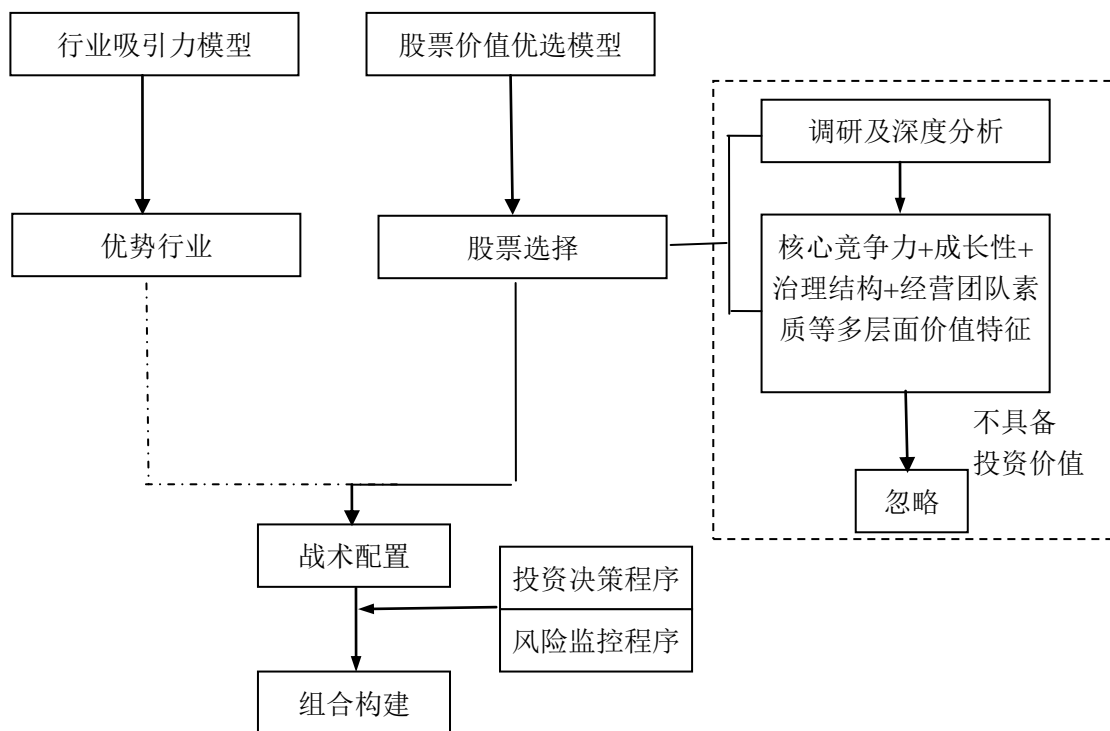 行业吸引力模型
股票价值优选模型
调研及深度分析
优势行业
股票选择
核心竞争力+成长性+
治理结构+经营团队素
质等多层面价值特征
不具备
投资价值
忽略
战术配置
投资决策程序
风险监控程序
组合构建